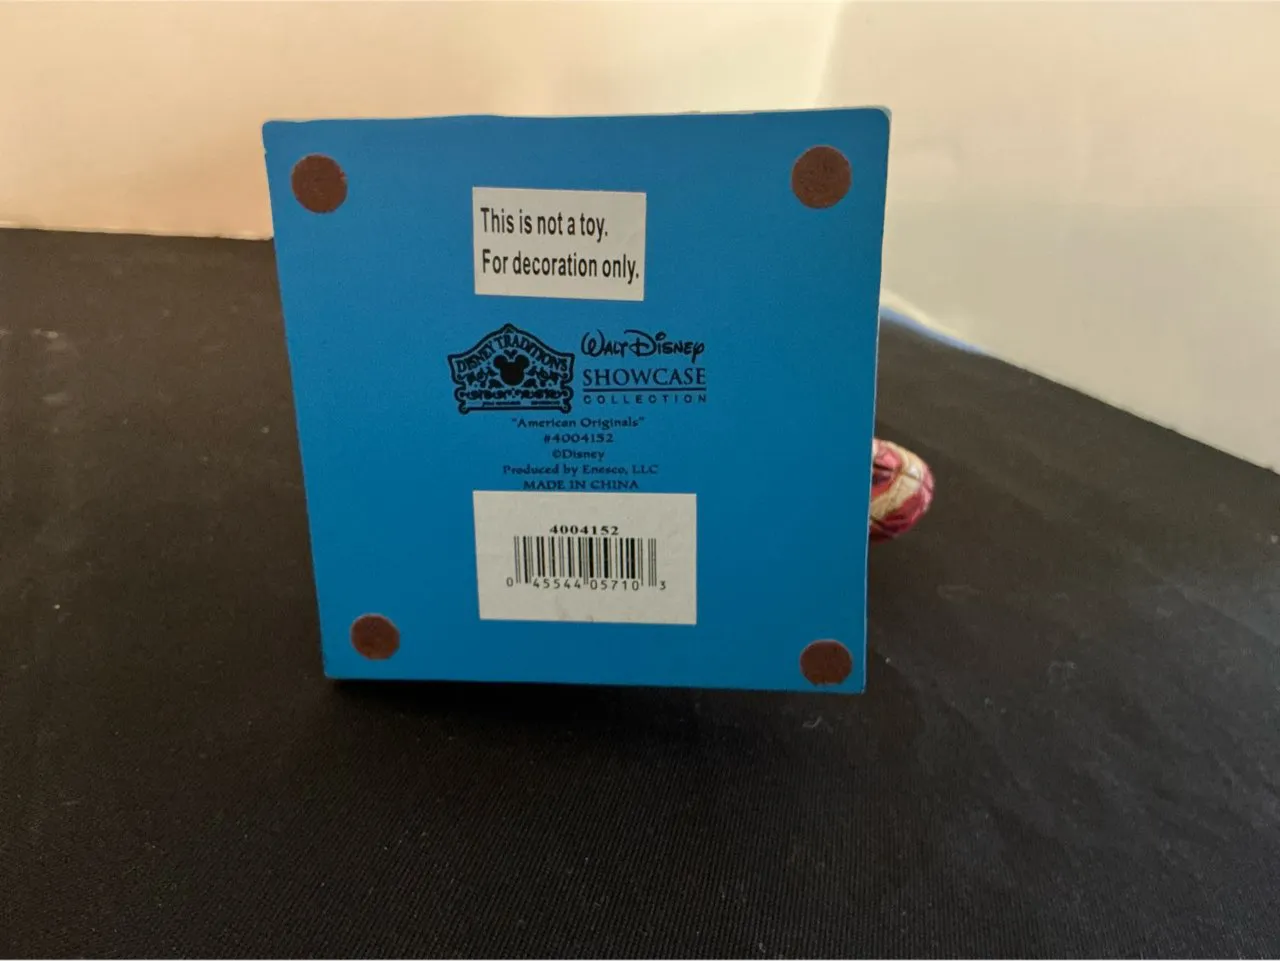 This is not a toy.
For decoration only.
DISNEY TRADITIONS
WALT DISNEY
SHOWCASE
COLLECTION
"American Originals"
#4004152
©Disney
Produced by Enesco, LLC
MADE IN CHINA
4004152
0 45544 05710 3